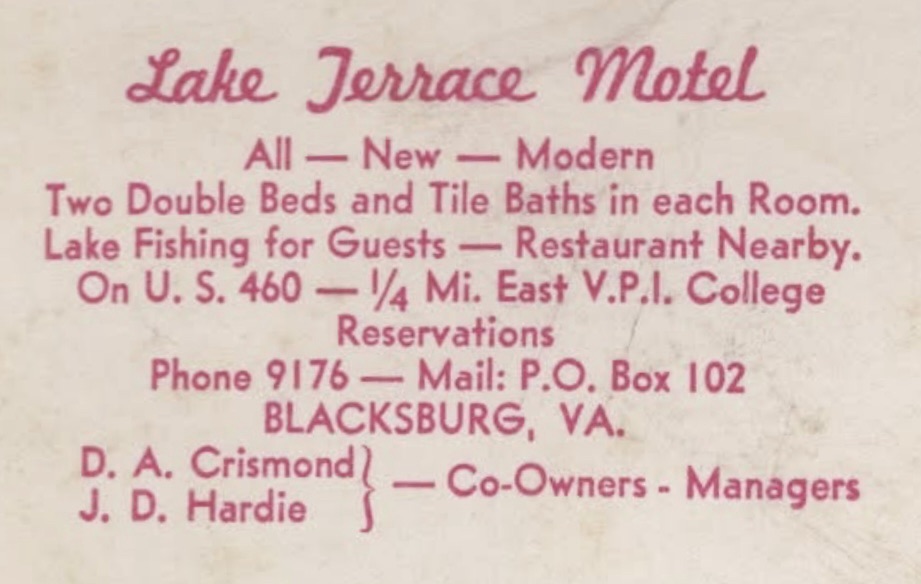 Lake Terrace Motel
All — New — Modern
Two Double Beds and Tile Baths in each Room.
Lake Fishing for Guests — Restaurant Nearby.
On U. S. 460 — 1/4 Mi. East V.P.I. College
Reservations
Phone 9176 — Mail: P.O. Box 102
BLACKSBURG, VA.
D. A. Crismond
J. D. Hardie } — Co-Owners - Managers